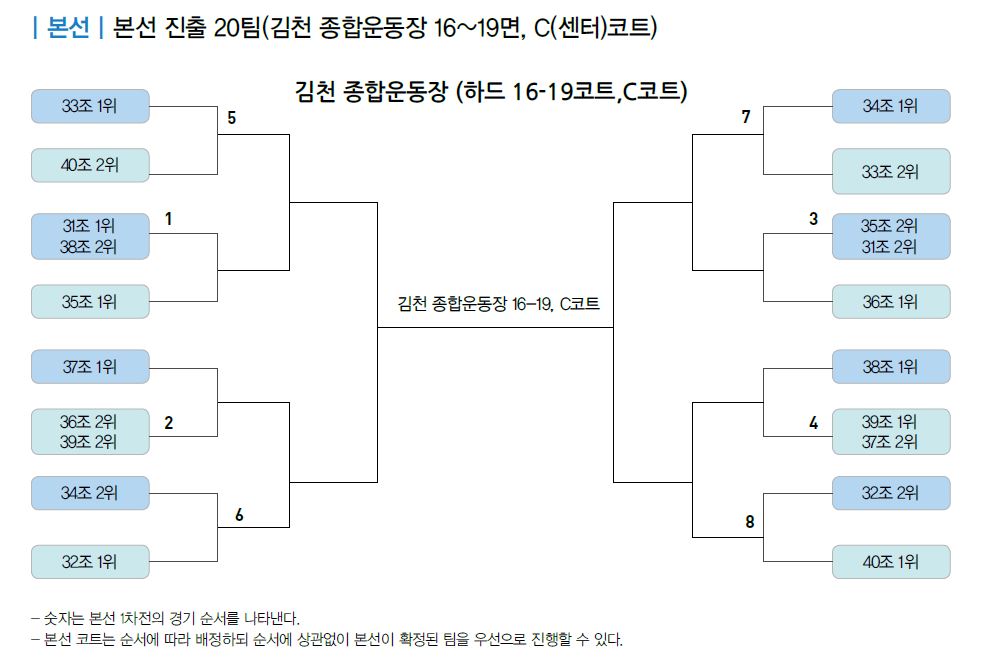 | 본선 | 본선 진출 20팀(김천 종합운동장 16~19면, C(센터)코트)
김천 종합운동장 (하드 16-19코트,C코트)
33조 1위
5
40조 2위
31조 1위
38조 2위
1
35조 1위
37조 1위
36조 2위
39조 2위
2
34조 2위
6
32조 1위
김천 종합운동장 16-19, C코트
7
34조 1위
33조 2위
3
35조 2위
31조 2위
36조 1위
38조 1위
4
39조 1위
37조 2위
32조 2위
8
40조 1위
– 숫자는 본선 1차전의 경기 순서를 나타낸다.
– 본선 코트는 순서에 따라 배정하되 순서에 상관없이 본선이 확정된 팀을 우선으로 진행할 수 있다.